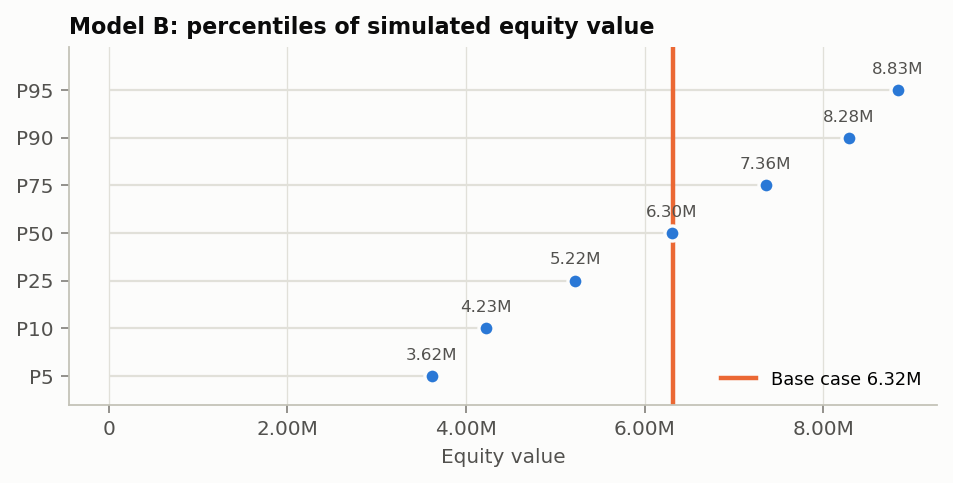 Model B: percentiles of simulated equity value
P95
8.83M
P90
8.28M
P75
7.36M
P50
6.30M
P25
5.22M
P10
4.23M
P5
3.62M
Base case 6.32M
0
2.00M
4.00M
6.00M
8.00M
Equity value